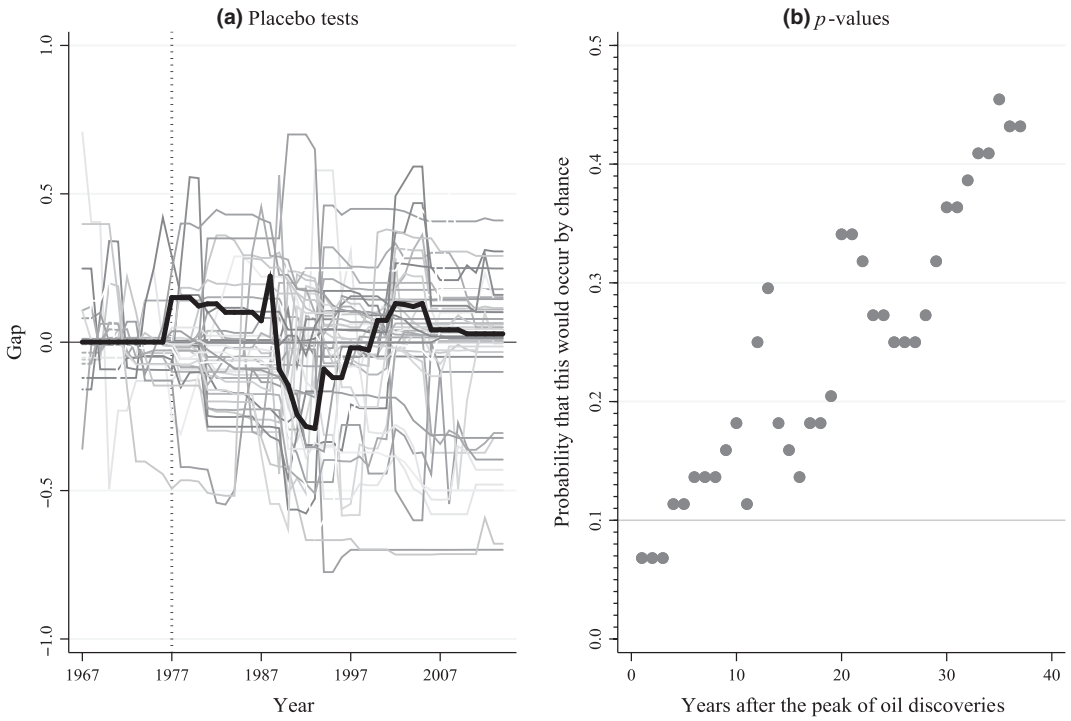 (a) Placebo tests
1.0
0.5
0.0
−0.5
−1.0
Gap
1967 1977 1987 1997 2007
Year
(b) p-values
0.5
0.4
0.3
0.2
0.1
0.0
Probability that this would occur by chance
0 10 20 30 40
Years after the peak of oil discoveries